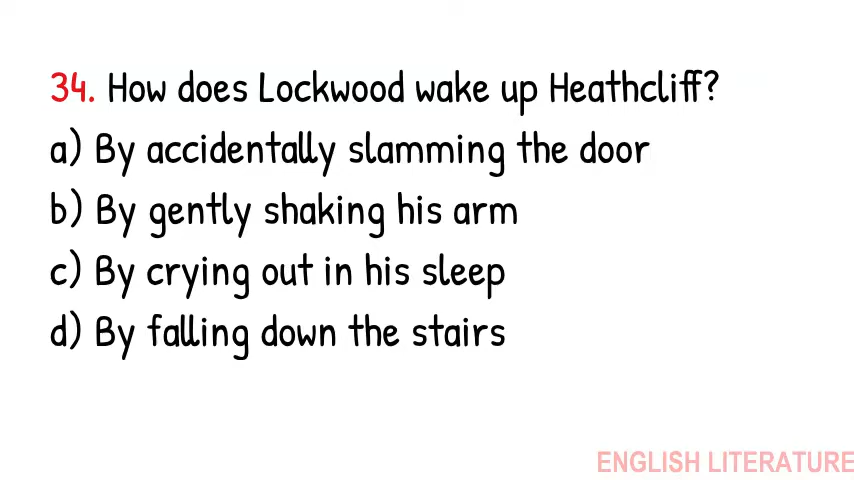 34. How does Lockwood wake up Heathcliff?
a) By accidentally slamming the door
b) By gently shaking his arm
c) By crying out in his sleep
d) By falling down the stairs
ENGLISH LITERATURE